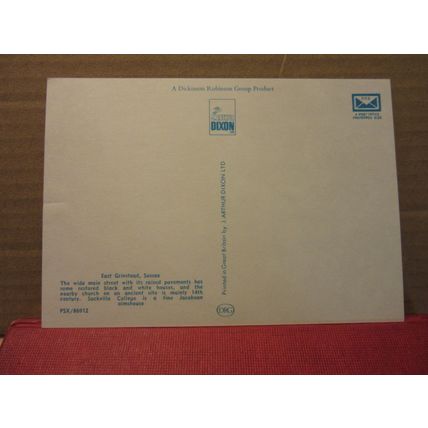 A Dickinson Robinson Group Product
DIXON
A POST OFFICE
PREFERRED SIZE
Printed in Great Britain by J. ARTHUR DIXON LTD
East Grinstead, Sussex
The wide main street with its raised pavements has
some restored black and white houses, and the
nearby church on an ancient site is mainly 14th
century. Sackville College is a fine Jacobean
almshouse
PSX/86912
DRG